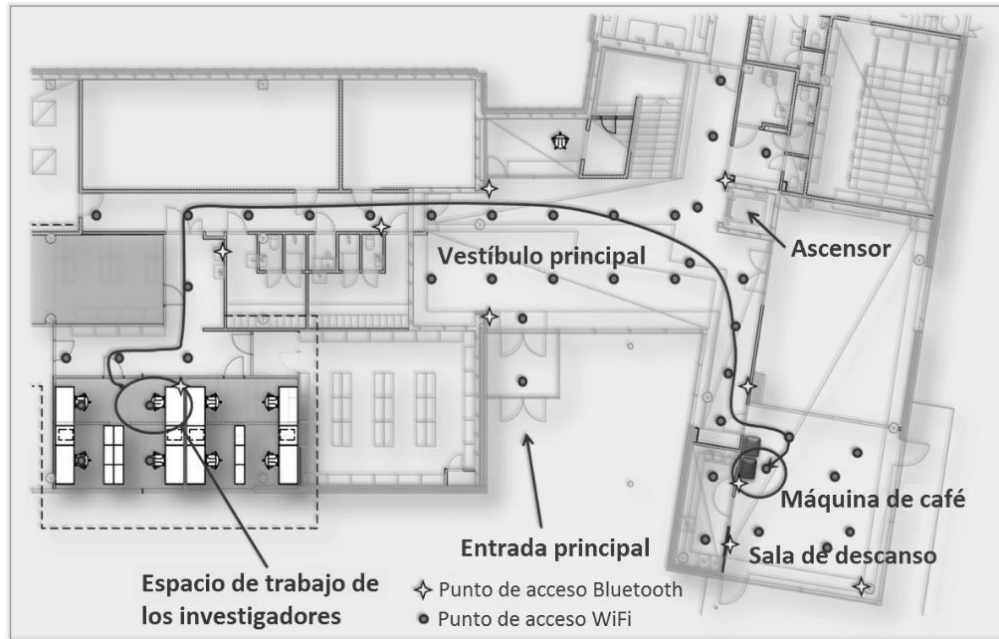 Vestíbulo principal
Ascensor
Máquina de café
Entrada principal
Sala de descanso
Espacio de trabajo de
los investigadores
Punto de acceso Bluetooth
Punto de acceso WiFi